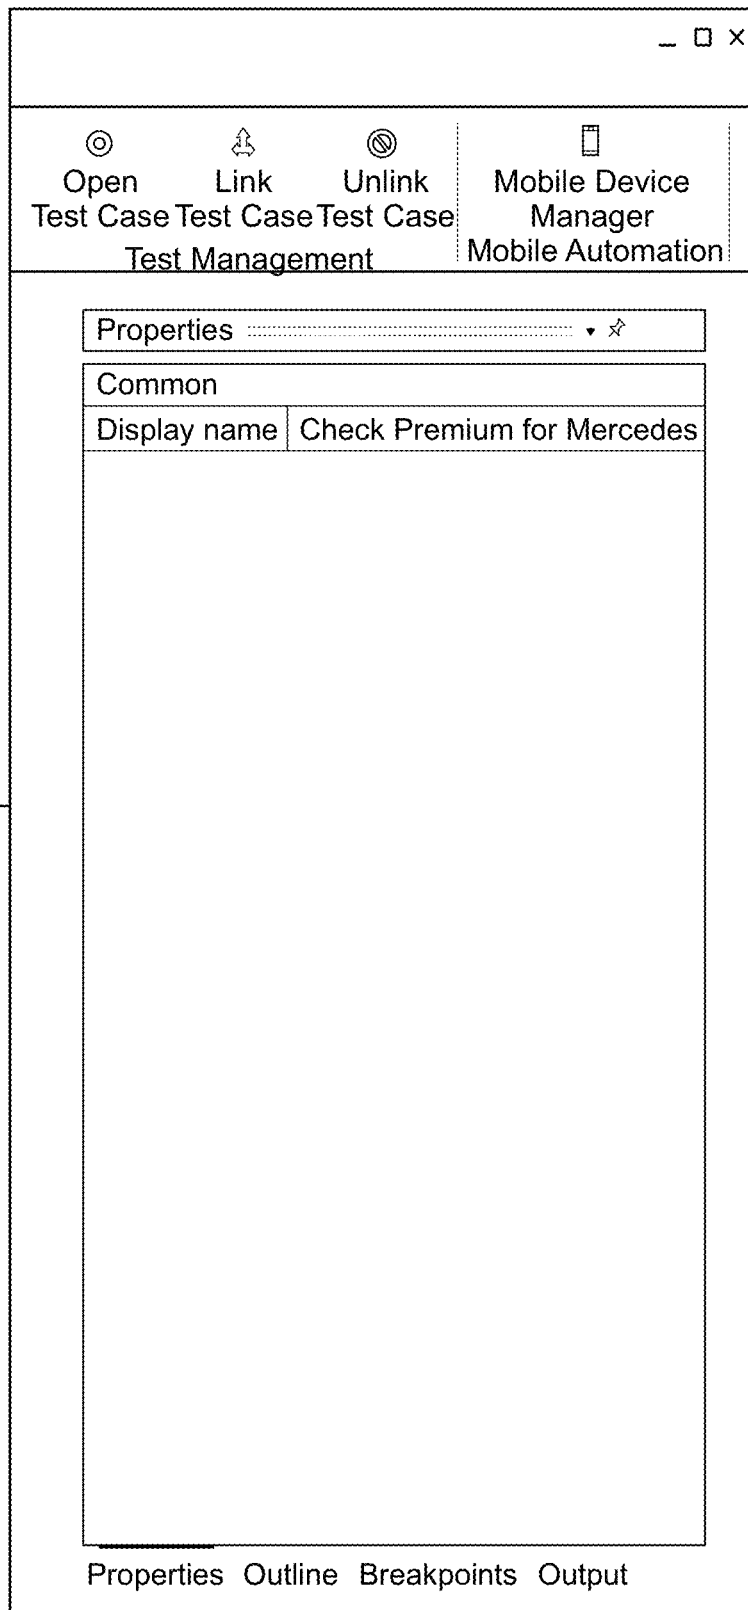 Open Link Unlink Mobile Device
Test Case Test Case Test Case Manager
Test Management Mobile Automation
Properties
Common
Display name Check Premium for Mercedes
Properties Outline Breakpoints Output